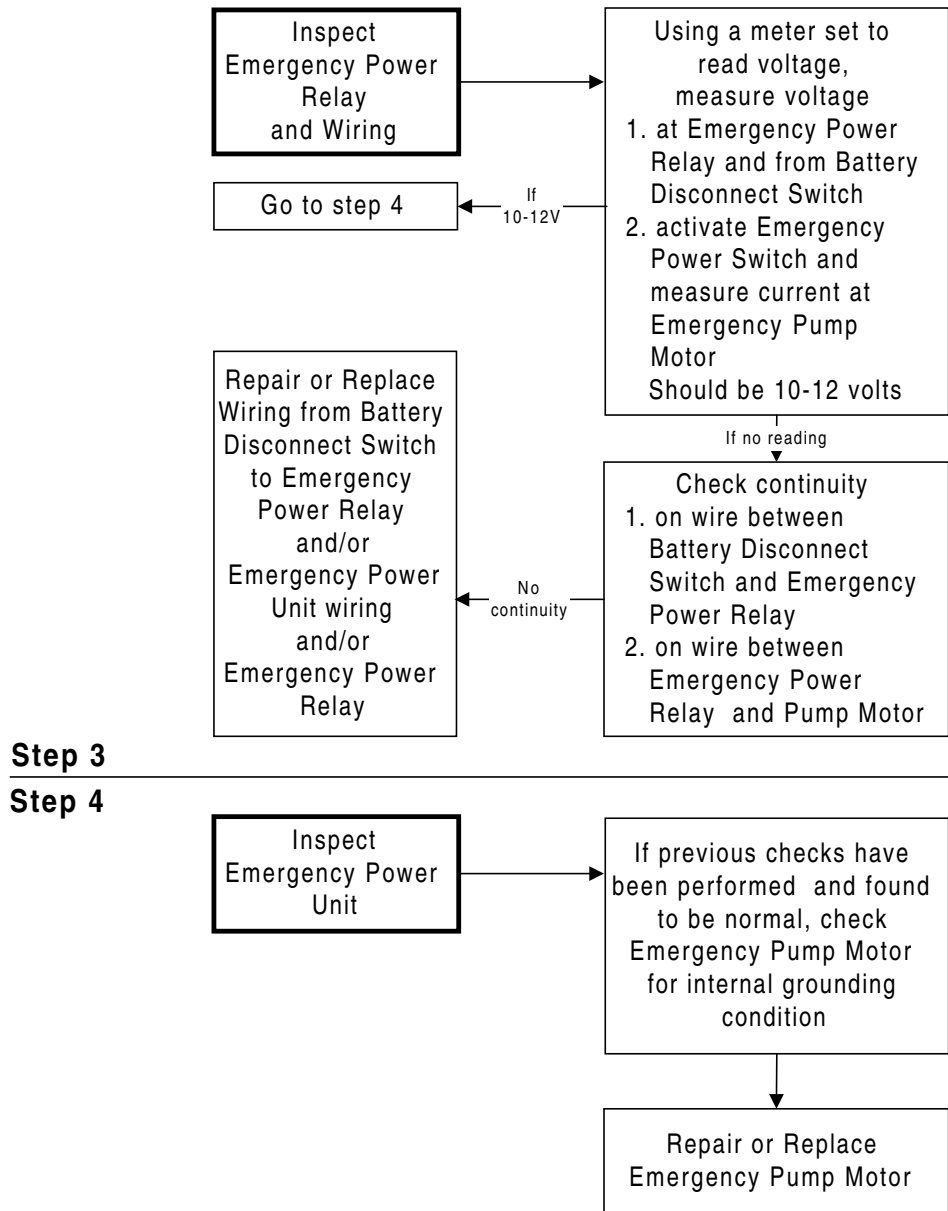 Inspect
Emergency Power
Relay
and Wiring
Using a meter set to
read voltage,
measure voltage
1. at Emergency Power
Relay and from Battery
Disconnect Switch
2. activate Emergency
Power Switch and
measure current at
Emergency Pump
Motor
Should be 10-12 volts
If
10-12V
Go to step 4
If no reading
Check continuity
1. on wire between
Battery Disconnect
Switch and Emergency
Power Relay
2. on wire between
Emergency Power
Relay and Pump Motor
No
continuity
Repair or Replace
Wiring from Battery
Disconnect Switch
to Emergency
Power Relay
and/or
Emergency Power
Unit wiring
and/or
Emergency Power
Relay
Step 3
Step 4
Inspect
Emergency Power
Unit
If previous checks have
been performed and found
to be normal, check
Emergency Pump Motor
for internal grounding
condition
Repair or Replace
Emergency Pump Motor